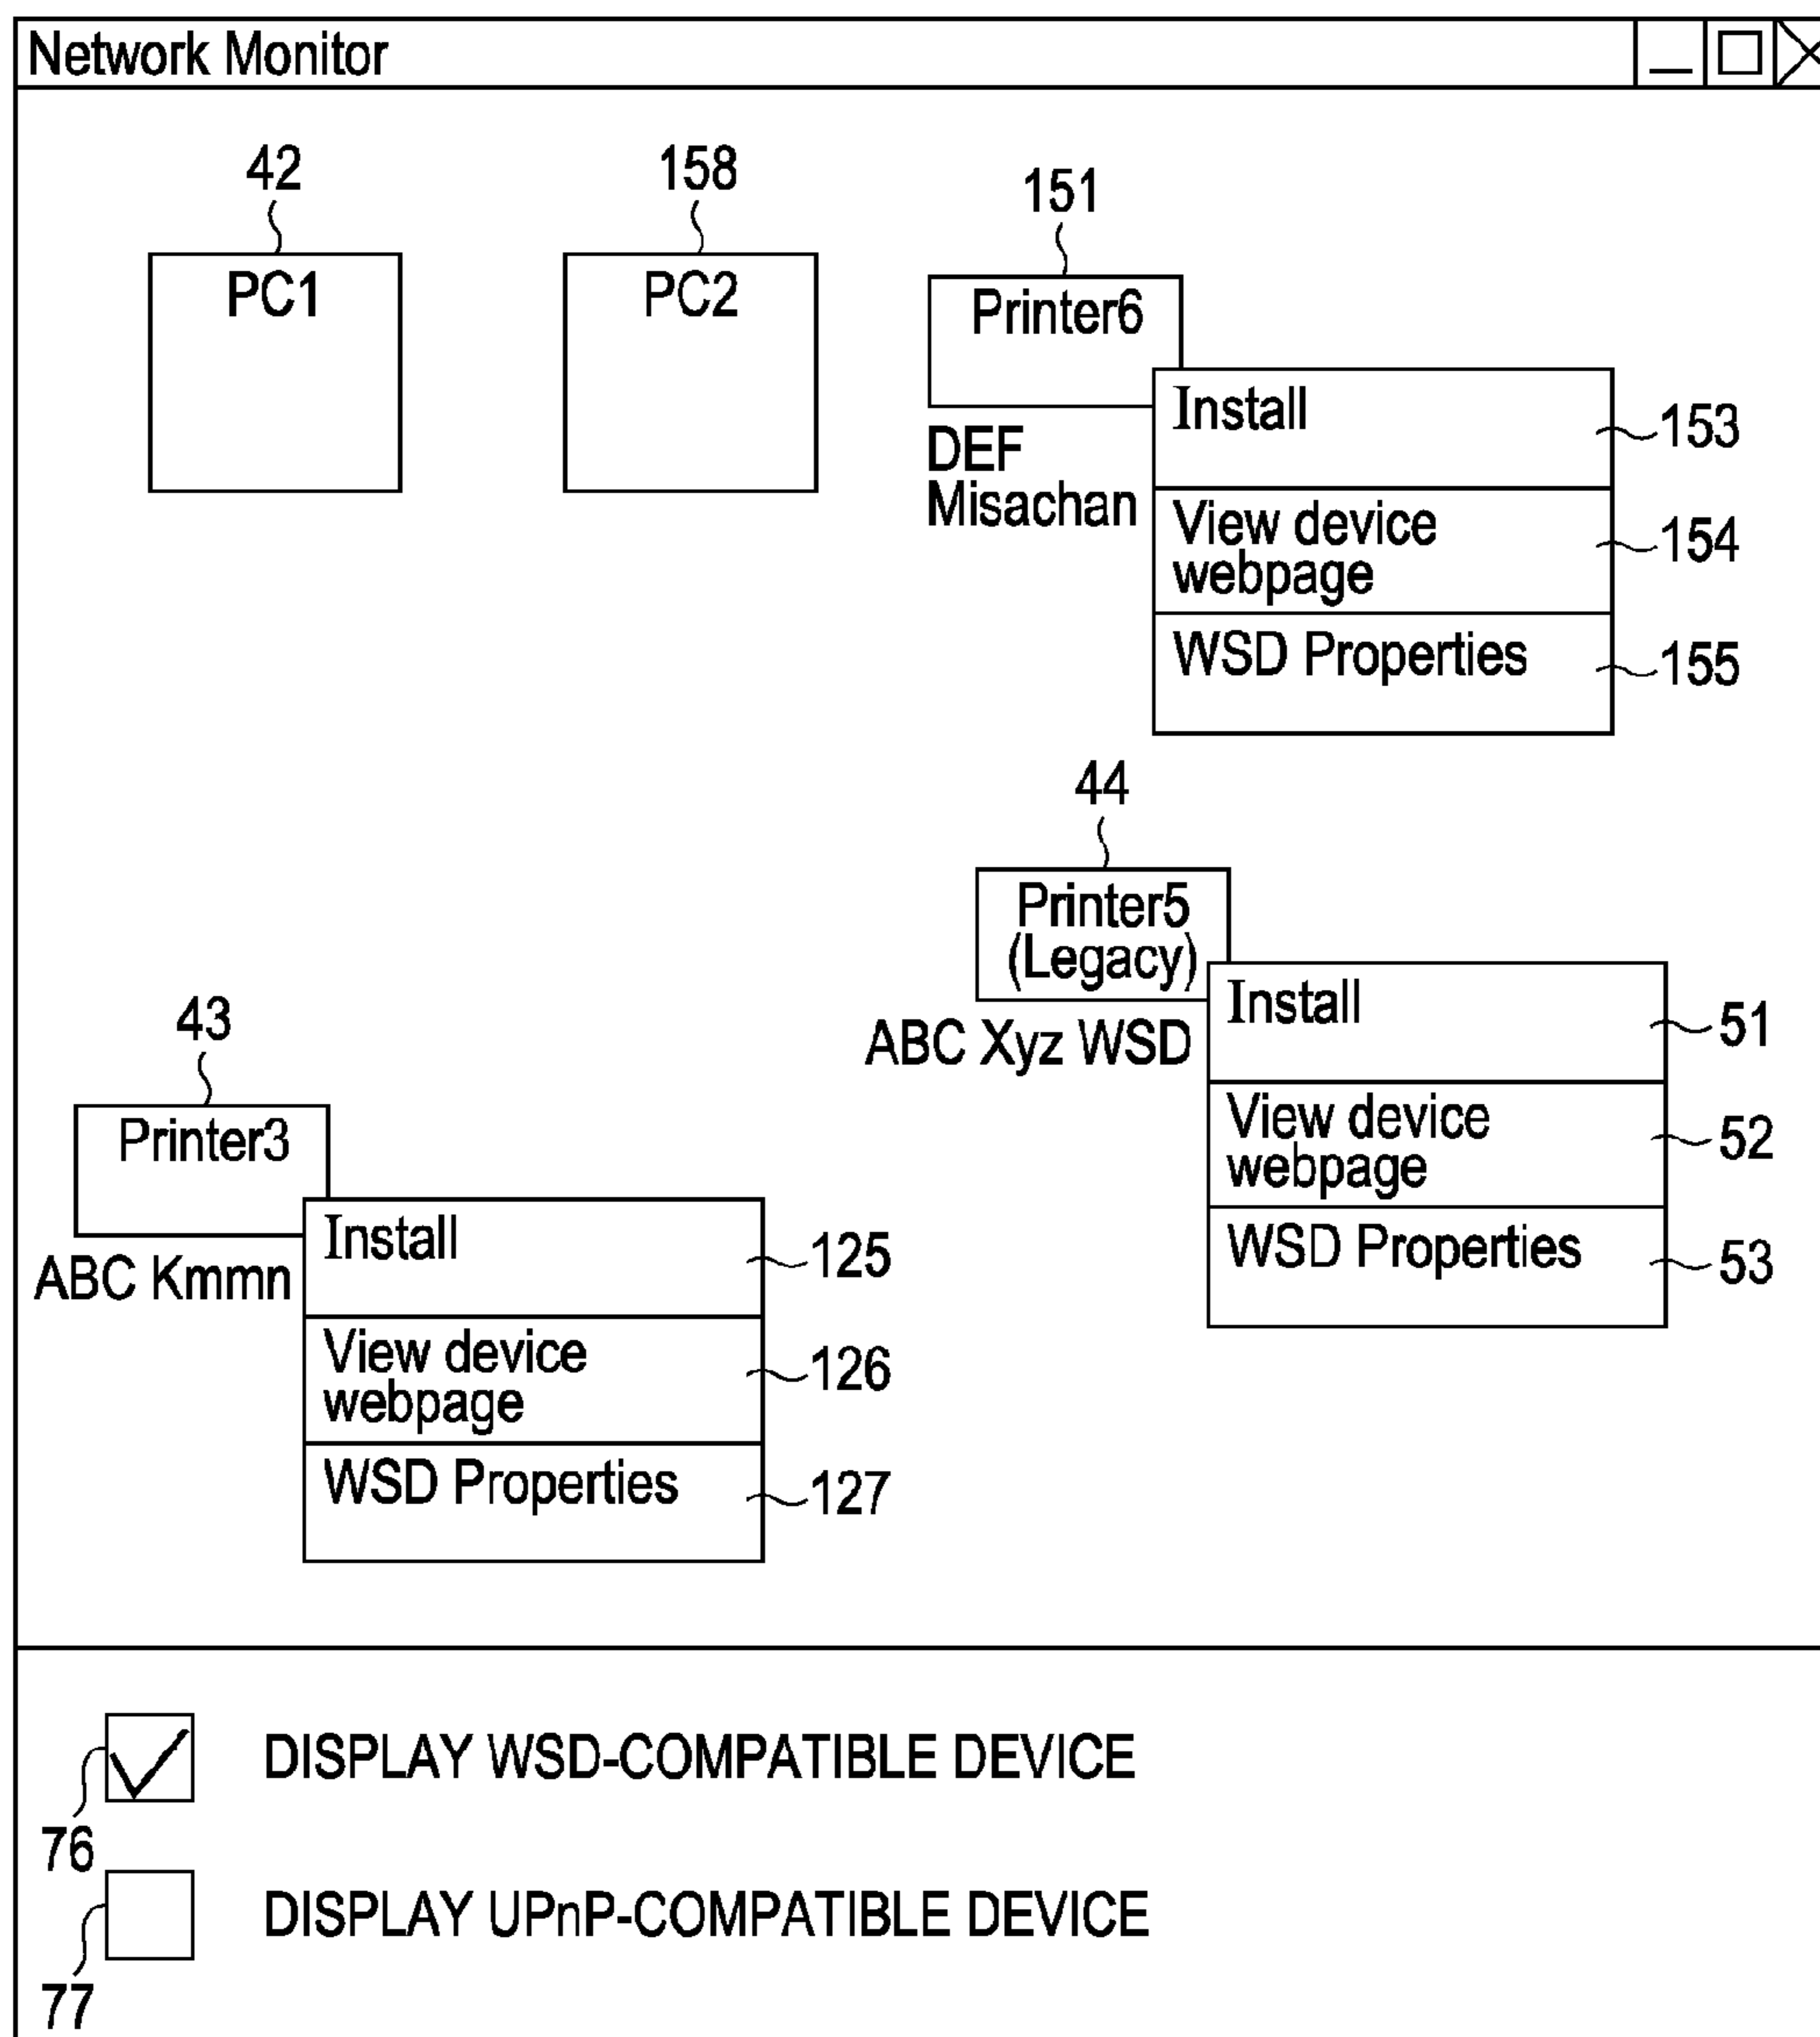 Network Monitor
42
158
151
PC1
PC2
Printer6
Install
153
DEF
Misachan
View device
webpage
154
WSD Properties
155
44
Printer5
(Legacy)
Install
51
ABC Xyz WSD
View device
webpage
52
WSD Properties
53
43
Printer3
Install
125
ABC Kmmn
View device
webpage
126
WSD Properties
127
DISPLAY WSD-COMPATIBLE DEVICE
76
DISPLAY UPnP-COMPATIBLE DEVICE
77